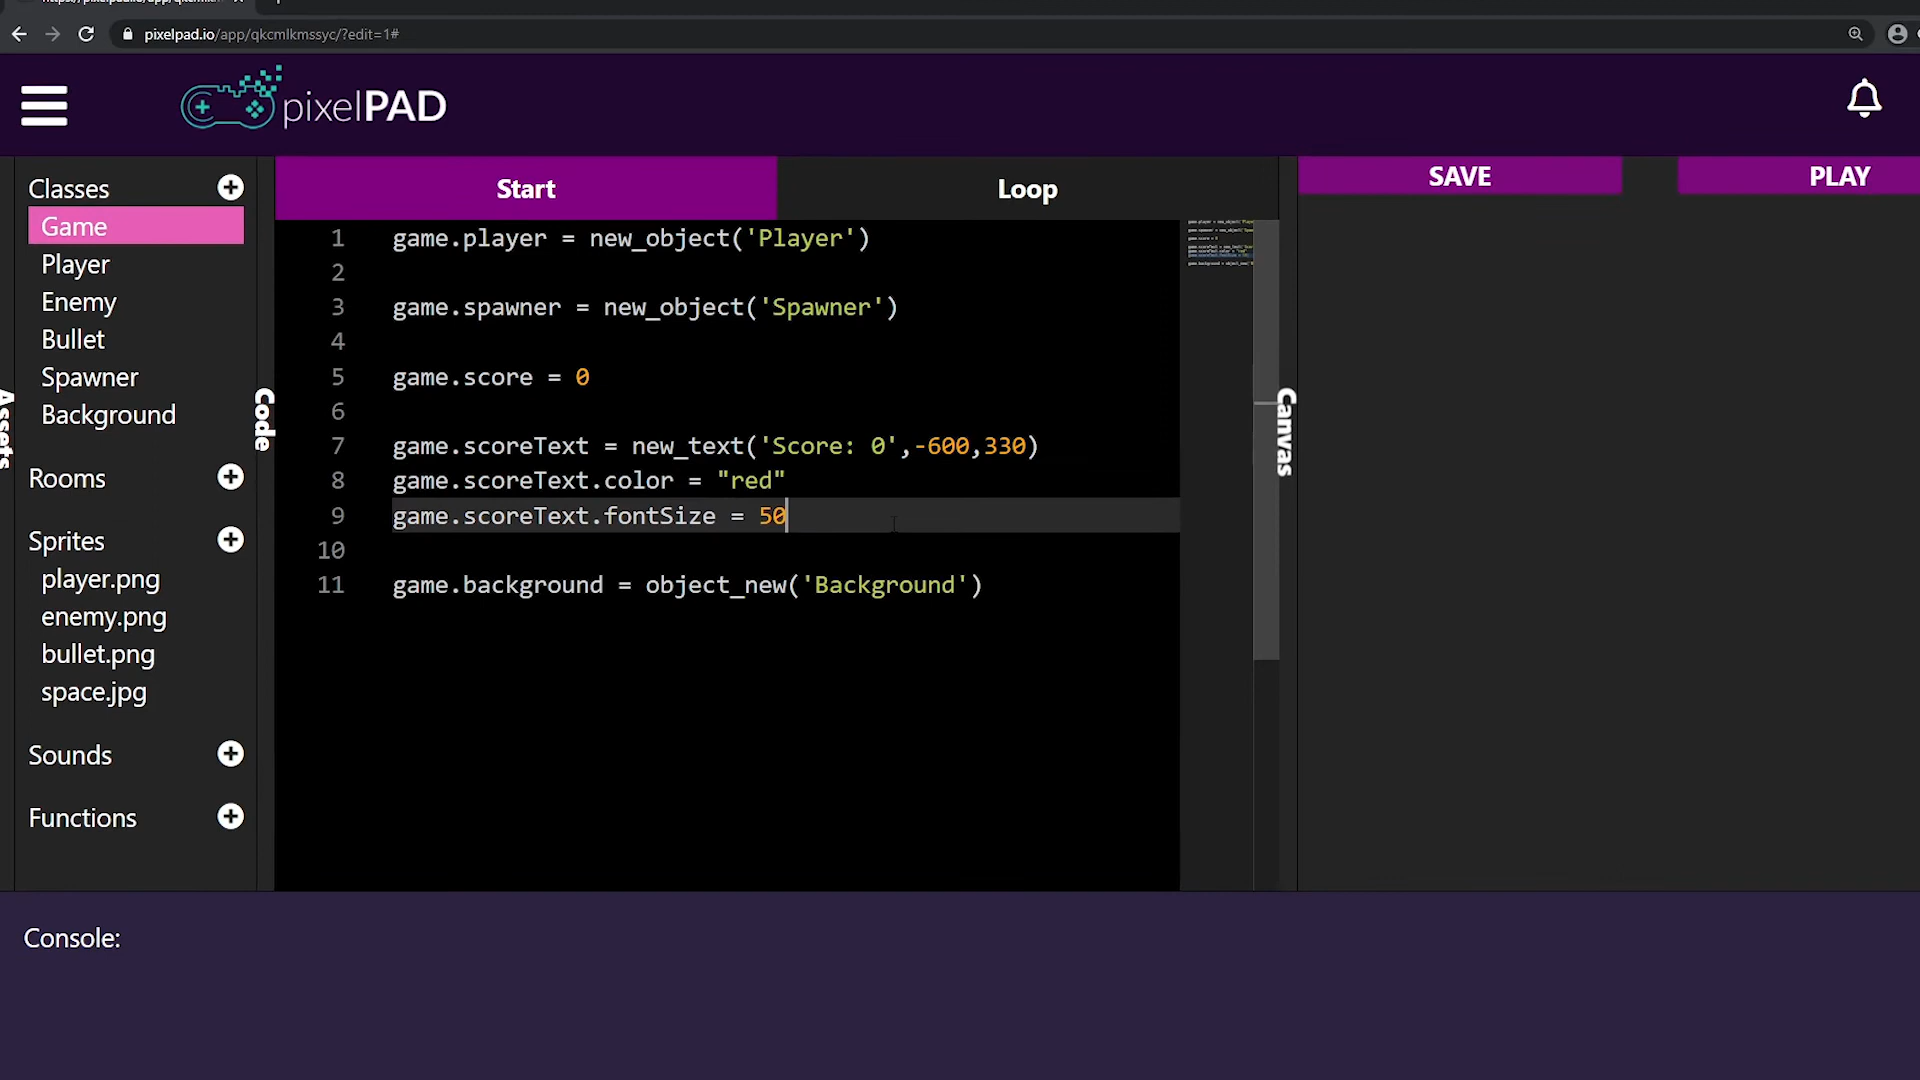 pixelpad.io/app/qkcmlkmssyc/?edit=1#
pixelPAD
Classes
Game
Player
Enemy
Bullet
Spawner
Background
Rooms
Sprites
player.png
enemy.png
bullet.png
space.jpg
Sounds
Functions
Assets
Code
Start Loop
1 game.player = new_object('Player')
2
3 game.spawner = new_object('Spawner')
4
5 game.score = 0
6
7 game.scoreText = new_text('Score: 0',-600,330)
8 game.scoreText.color = "red"
9 game.scoreText.fontSize = 50
10
11 game.background = object_new('Background')
Canvas
SAVE PLAY
Console: